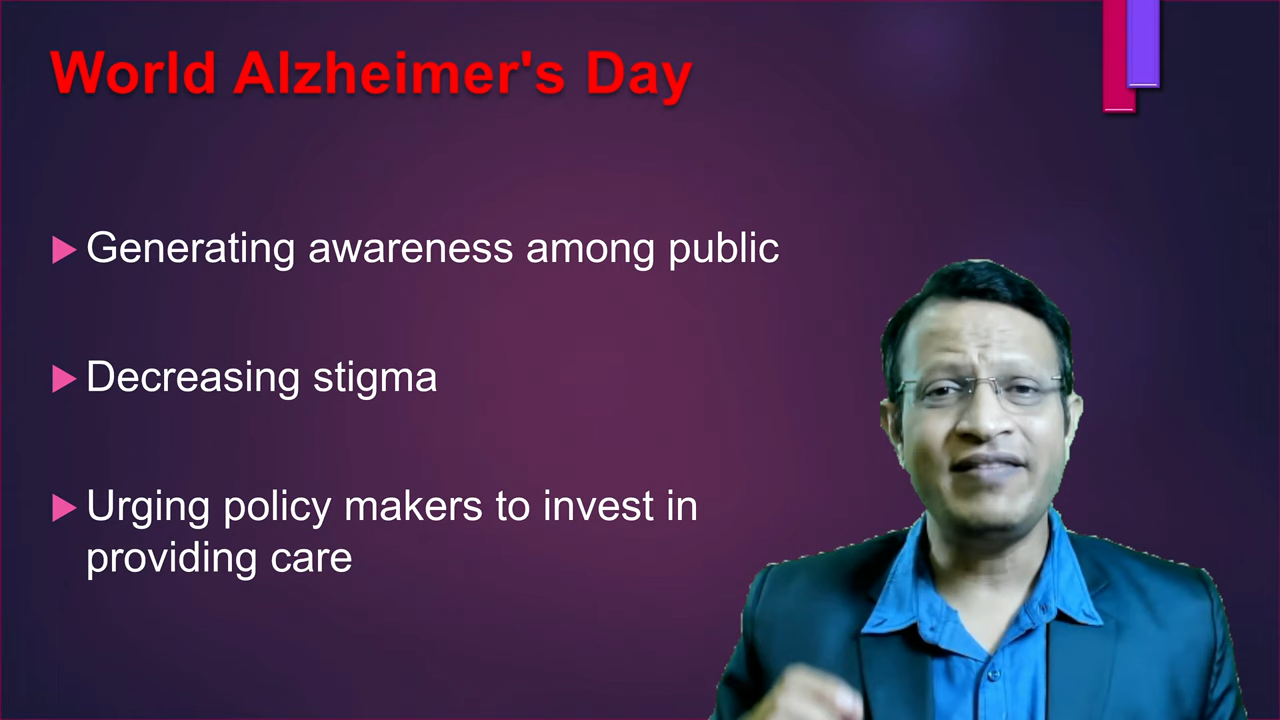 World Alzheimer's Day
Generating awareness among public
Decreasing stigma
Urging policy makers to invest in
providing care